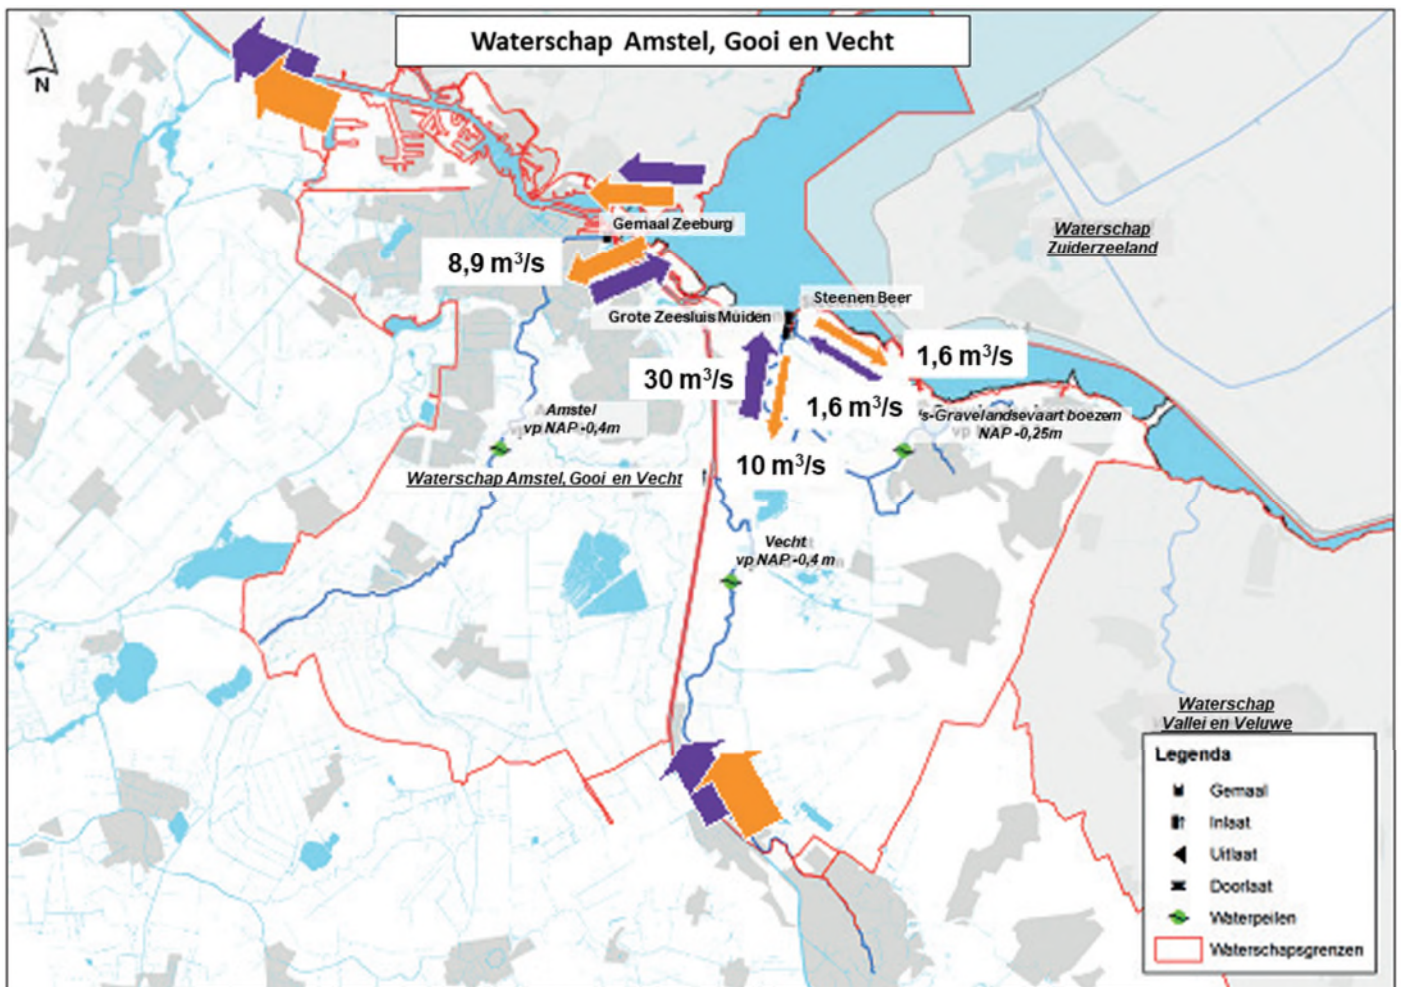 Waterschap Amstel, Gooi en Vecht
N
Gemaal Zeeburg
Waterschap
Zuiderzeeland
8,9 m³/s
Steenen Beer
Grote Zeesluis Muiden
1,6 m³/s
30 m³/s
1,6 m³/s
Amstel
vp NAP -0,4m
's-Gravelandsevaart boezem
NAP -0,25m
10 m³/s
Waterschap Amstel, Gooi en Vecht
Vecht
vp NAP -0,4 m
Waterschap
Vallei en Veluwe
Legenda
Gemaal
Inlaat
Uitlaat
Doorlaat
Waterpeilen
Waterschapsgrenzen